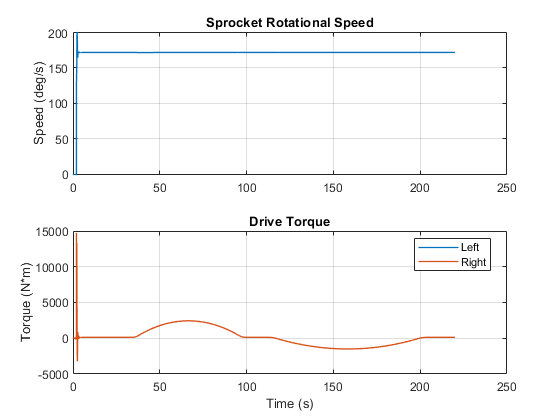 Sprocket Rotational Speed
200
150
100
50
0
Speed (deg/s)
0 50 100 150 200 250
Drive Torque
15000
10000
5000
0
-5000
Torque (N*m)
Left
Right
0 50 100 150 200 250
Time (s)